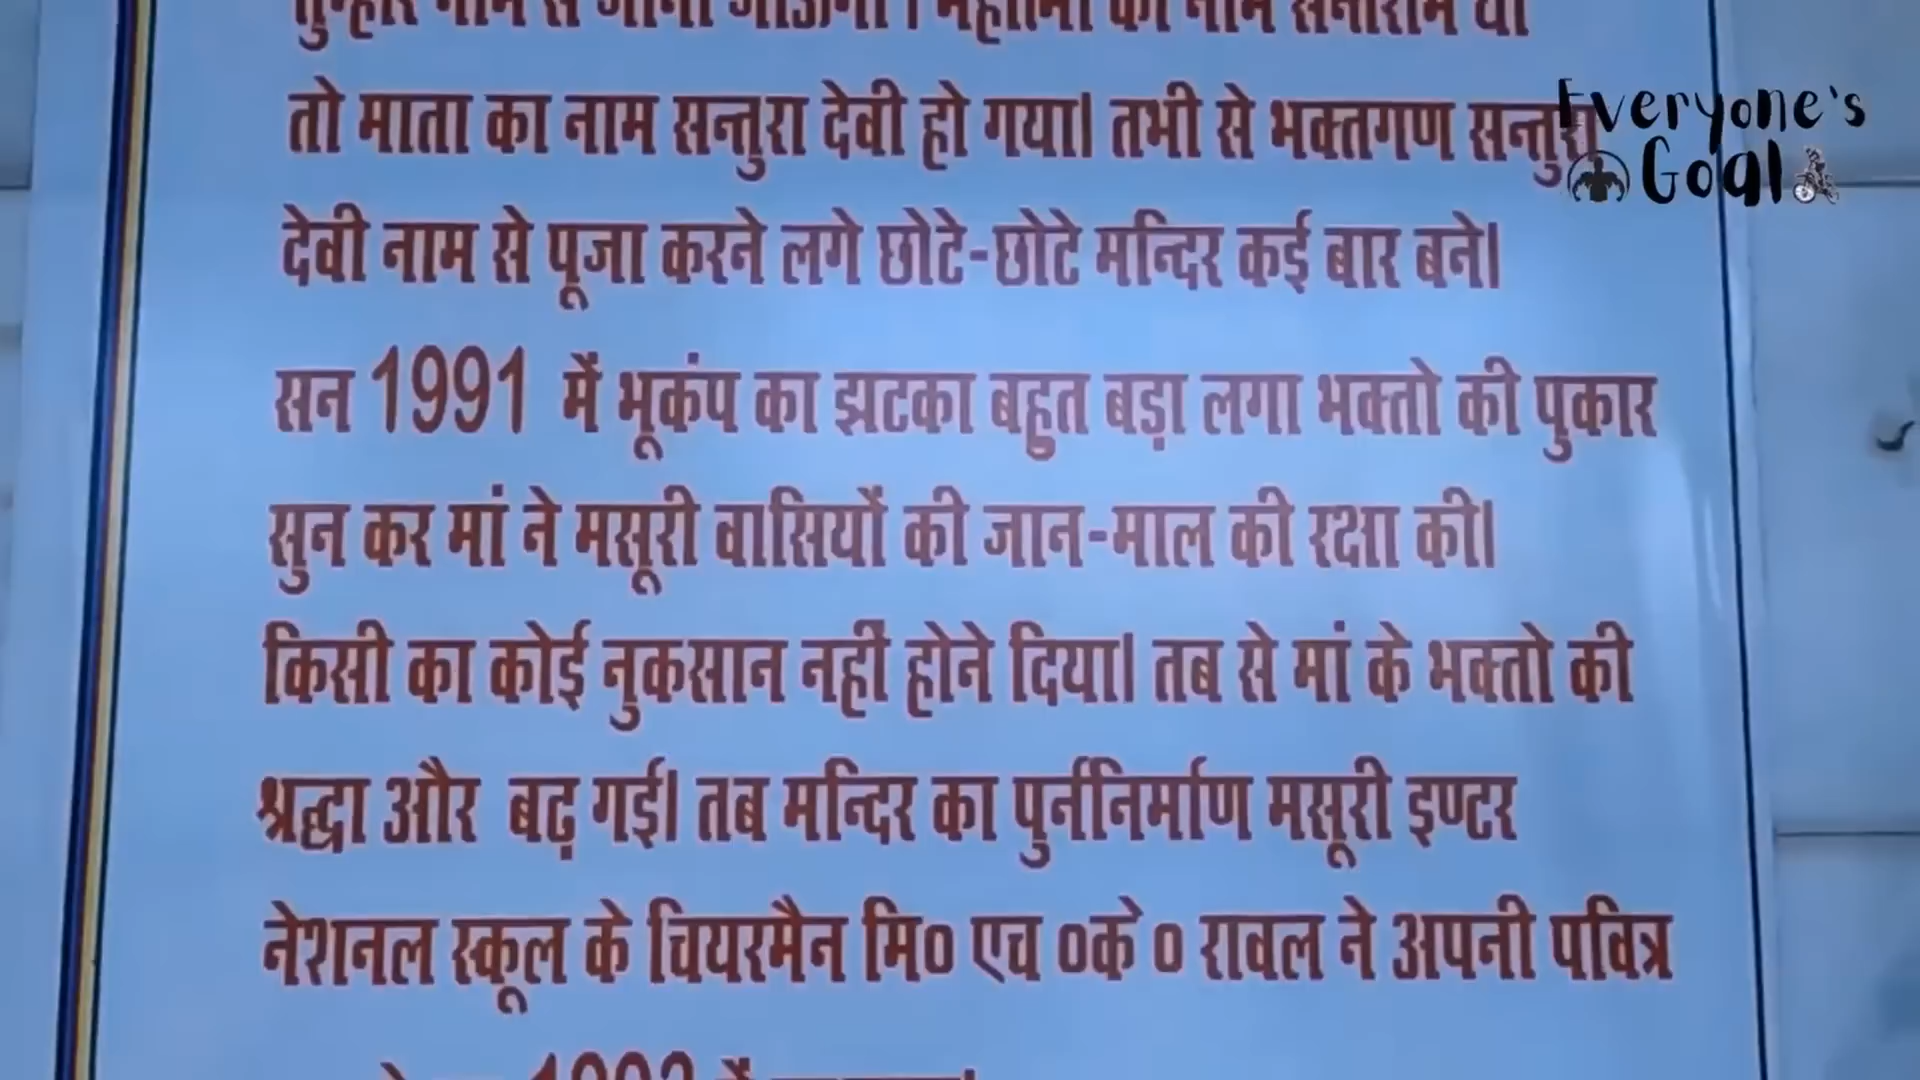 तो माता का नाम सन्तुरा देवी हो गया। तभी से भक्तगण सन्तुरा
Everyone's
Goal
देवी नाम से पूजा करने लगे छोटे-छोटे मन्दिर कई बार बने।
सन 1991 में भूकंप का झटका बहुत बड़ा लगा भक्तो की पुकार
सुन कर मां ने मसूरी वासियों की जान-माल की रक्षा की।
किसी का कोई नुकसान नहीं होने दिया। तब से मां के भक्तो की
श्रद्धा और बढ़ गई। तब मन्दिर का पुर्ननिर्माण मसूरी इण्टर
नेशनल स्कूल के चियरमैन मि० एच ०के ० रावल ने अपनी पवित्र